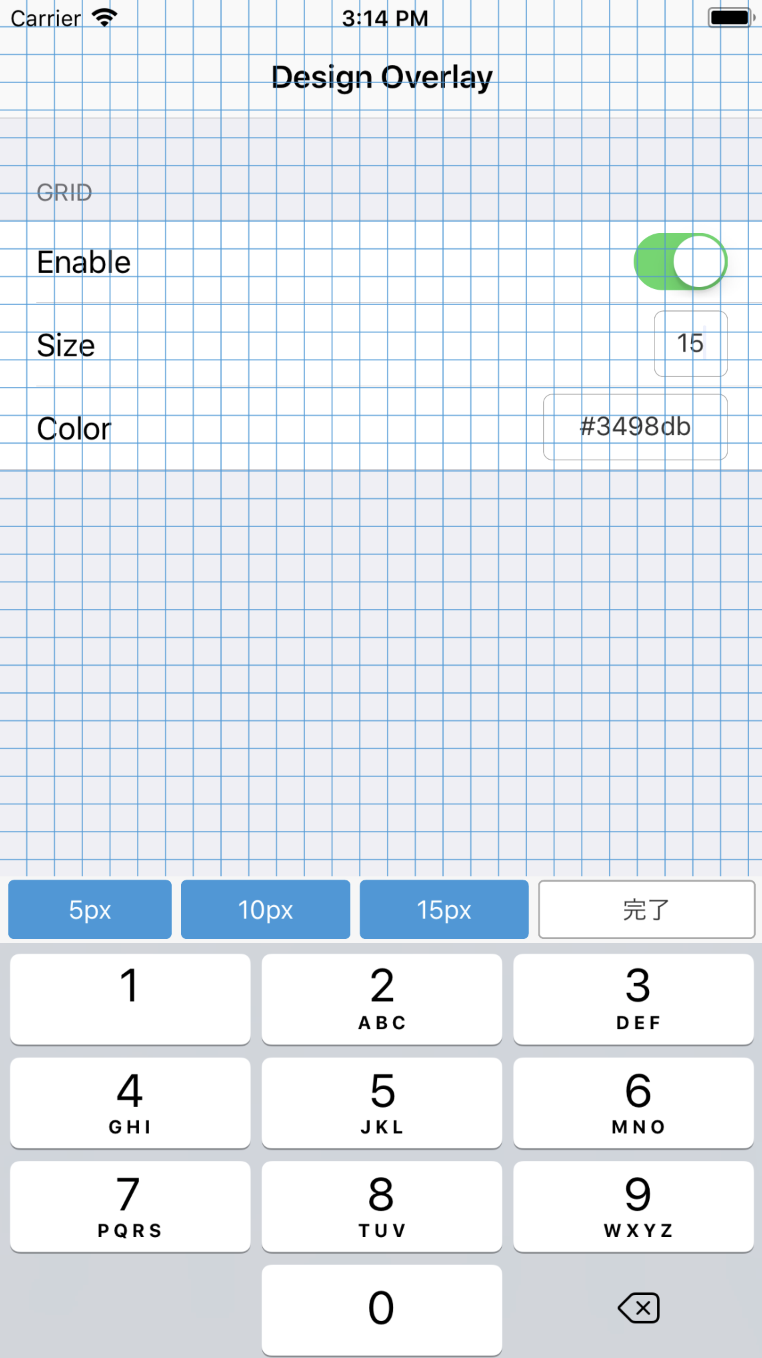 Carrier 3:14 PM
Design Overlay
GRID
Enable
Size 15
Color #3498db
5px 10px 15px 完了
1 2 3
ABC DEF
4 5 6
GHI JKL MNO
7 8 9
PQRS TUV WXYZ
0